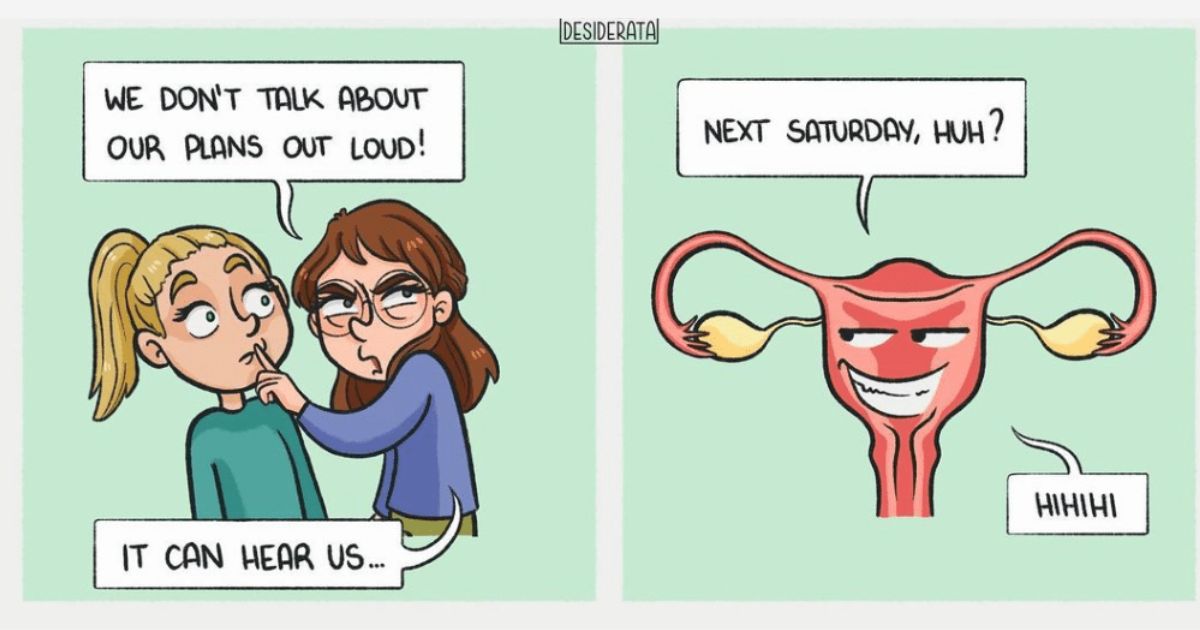 DESIDERATA
WE DON'T TALK ABOUT
OUR PLANS OUT LOUD!
IT CAN HEAR US...
NEXT SATURDAY, HUH?
HIHIHI